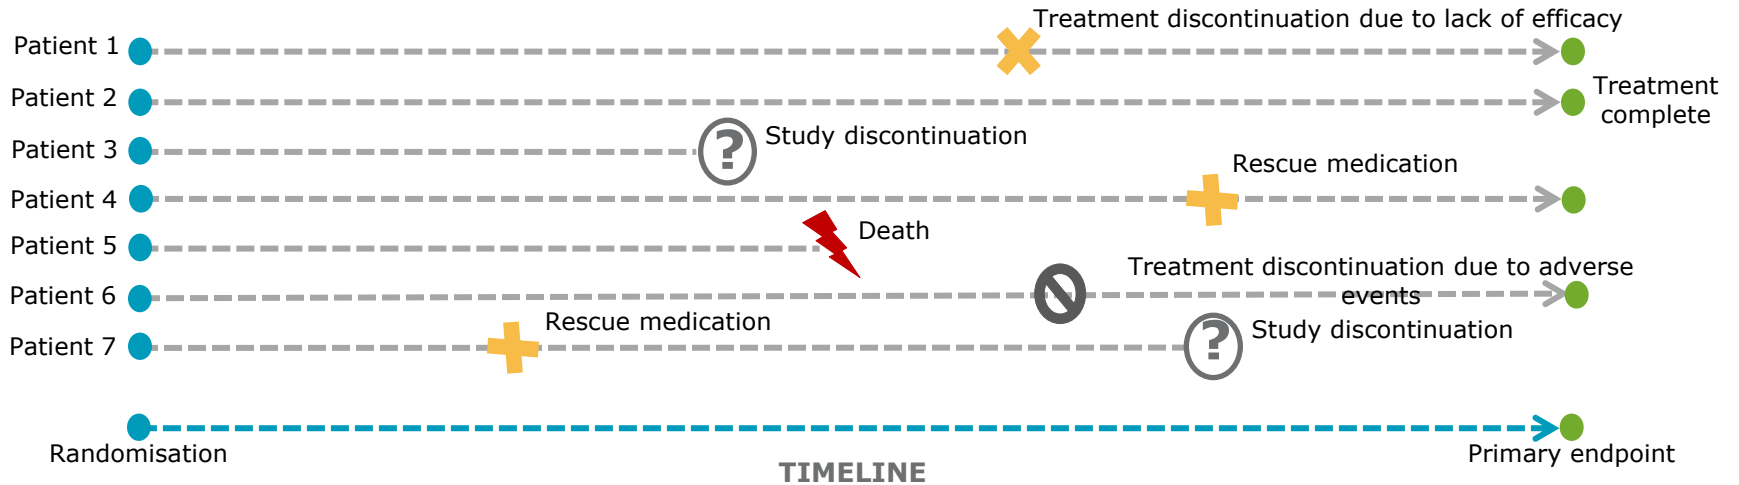 Treatment discontinuation due to lack of efficacy
Patient 1
Patient 2
Treatment
complete
Study discontinuation
?
Patient 3
Rescue medication
Patient 4
Death
Patient 5
Treatment discontinuation due to adverse
events
Patient 6
Rescue medication
Study discontinuation
?
Patient 7
Randomisation
Primary endpoint
TIMELINE